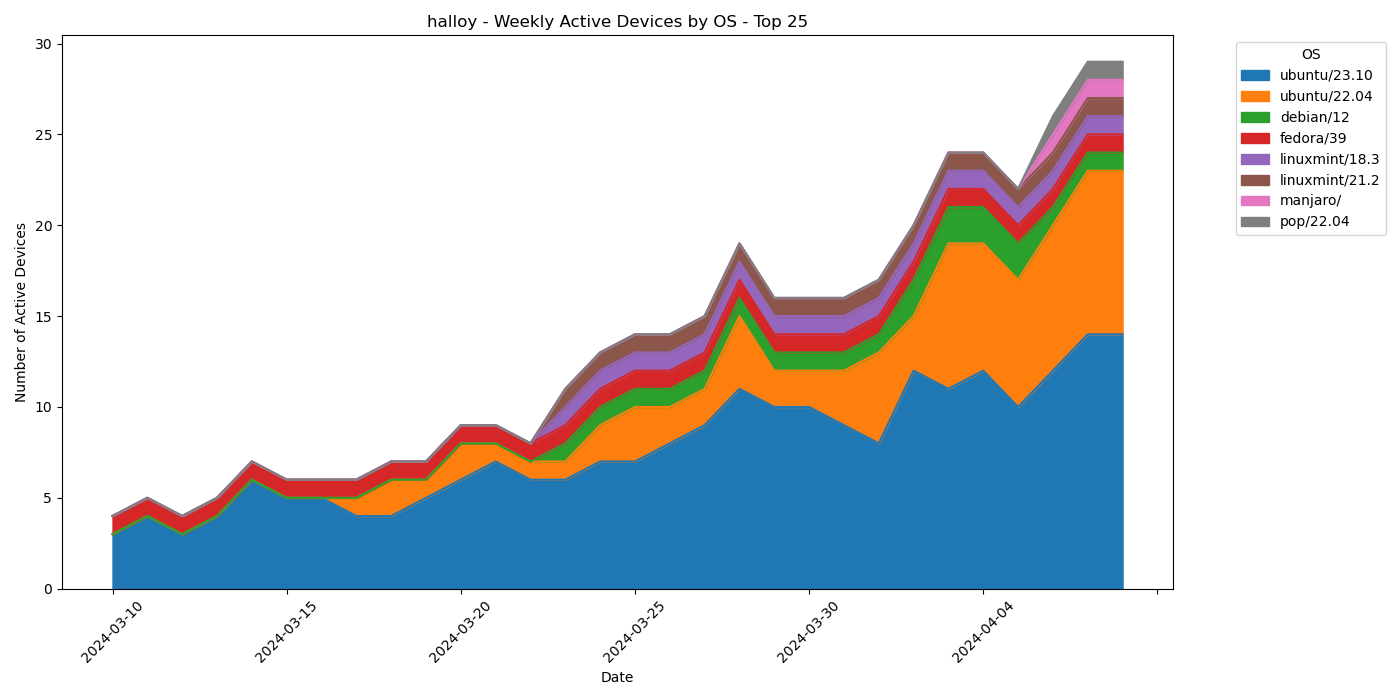 halloy - Weekly Active Devices by OS - Top 25
Number of Active Devices
30
25
20
15
10
5
0
2024-03-10
2024-03-15
2024-03-20
2024-03-25
2024-03-30
2024-04-04
Date
OS
ubuntu/23.10
ubuntu/22.04
debian/12
fedora/39
linuxmint/18.3
linuxmint/21.2
manjaro/
pop/22.04